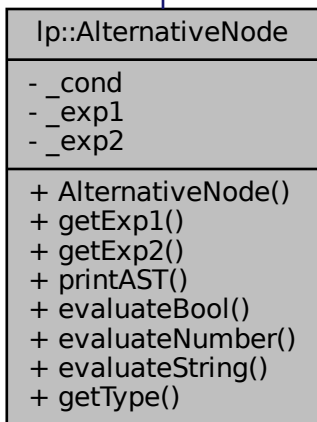 lp::AlternativeNode
- _cond
- _exp1
- _exp2
+ AlternativeNode()
+ getExp1()
+ getExp2()
+ printAST()
+ evaluateBool()
+ evaluateNumber()
+ evaluateString()
+ getType()